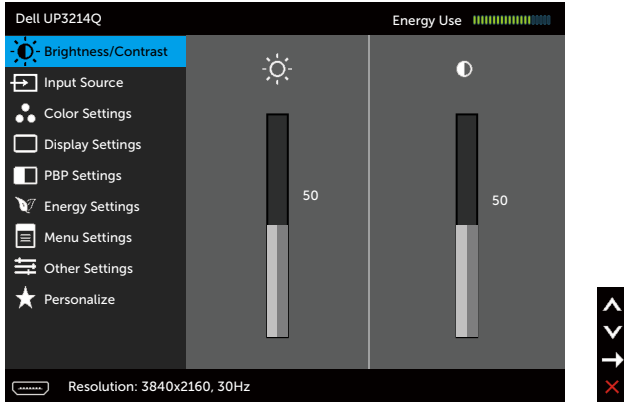 Dell UP3214Q
Energy Use
Brightness/Contrast
Input Source
Color Settings
Display Settings
PBP Settings
Energy Settings
Menu Settings
Other Settings
Personalize
50
50
Resolution: 3840x2160, 30Hz